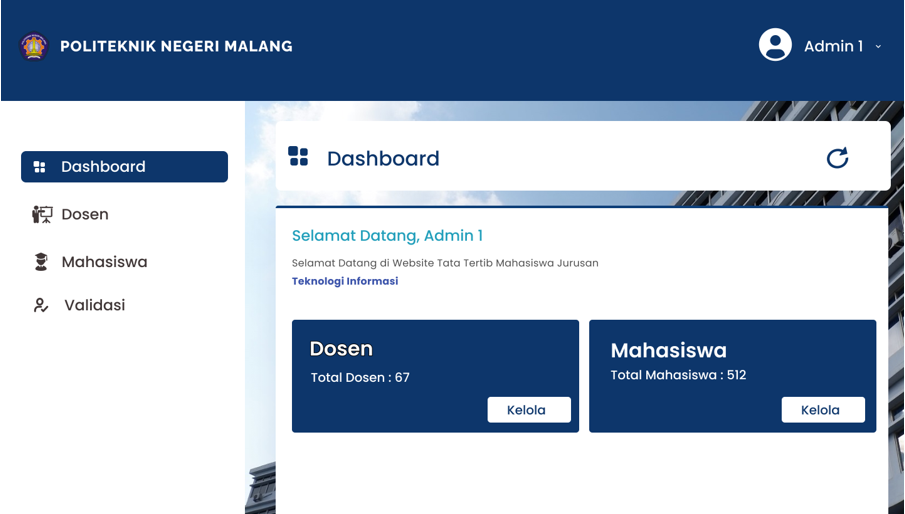 POLITEKNIK NEGERI MALANG
Admin 1
Dashboard
Dosen
Mahasiswa
Validasi
Dashboard
Selamat Datang, Admin 1
Selamat Datang di Website Tata Tertib Mahasiswa Jurusan
Teknologi Informasi
Dosen
Total Dosen : 67
Kelola
Mahasiswa
Total Mahasiswa : 512
Kelola